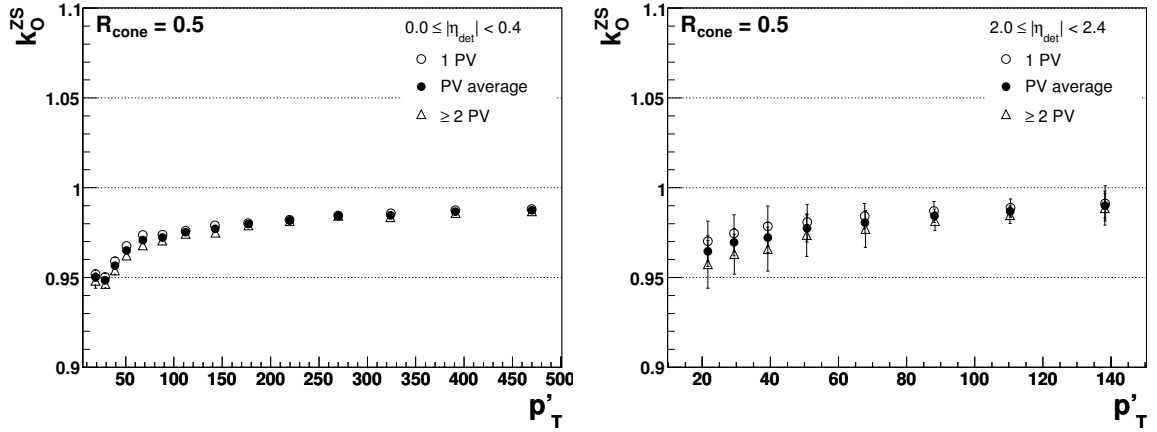 k_O^ZS
1.1
1.05
1
0.95
0.9
R_cone = 0.5
0.0 ≤ |η_det| < 0.4
1 PV
PV average
≥ 2 PV
50 100 150 200 250 300 350 400 450 500
p'_T
k_O^ZS
1.1
1.05
1
0.95
0.9
R_cone = 0.5
2.0 ≤ |η_det| < 2.4
1 PV
PV average
≥ 2 PV
20 40 60 80 100 120 140
p'_T